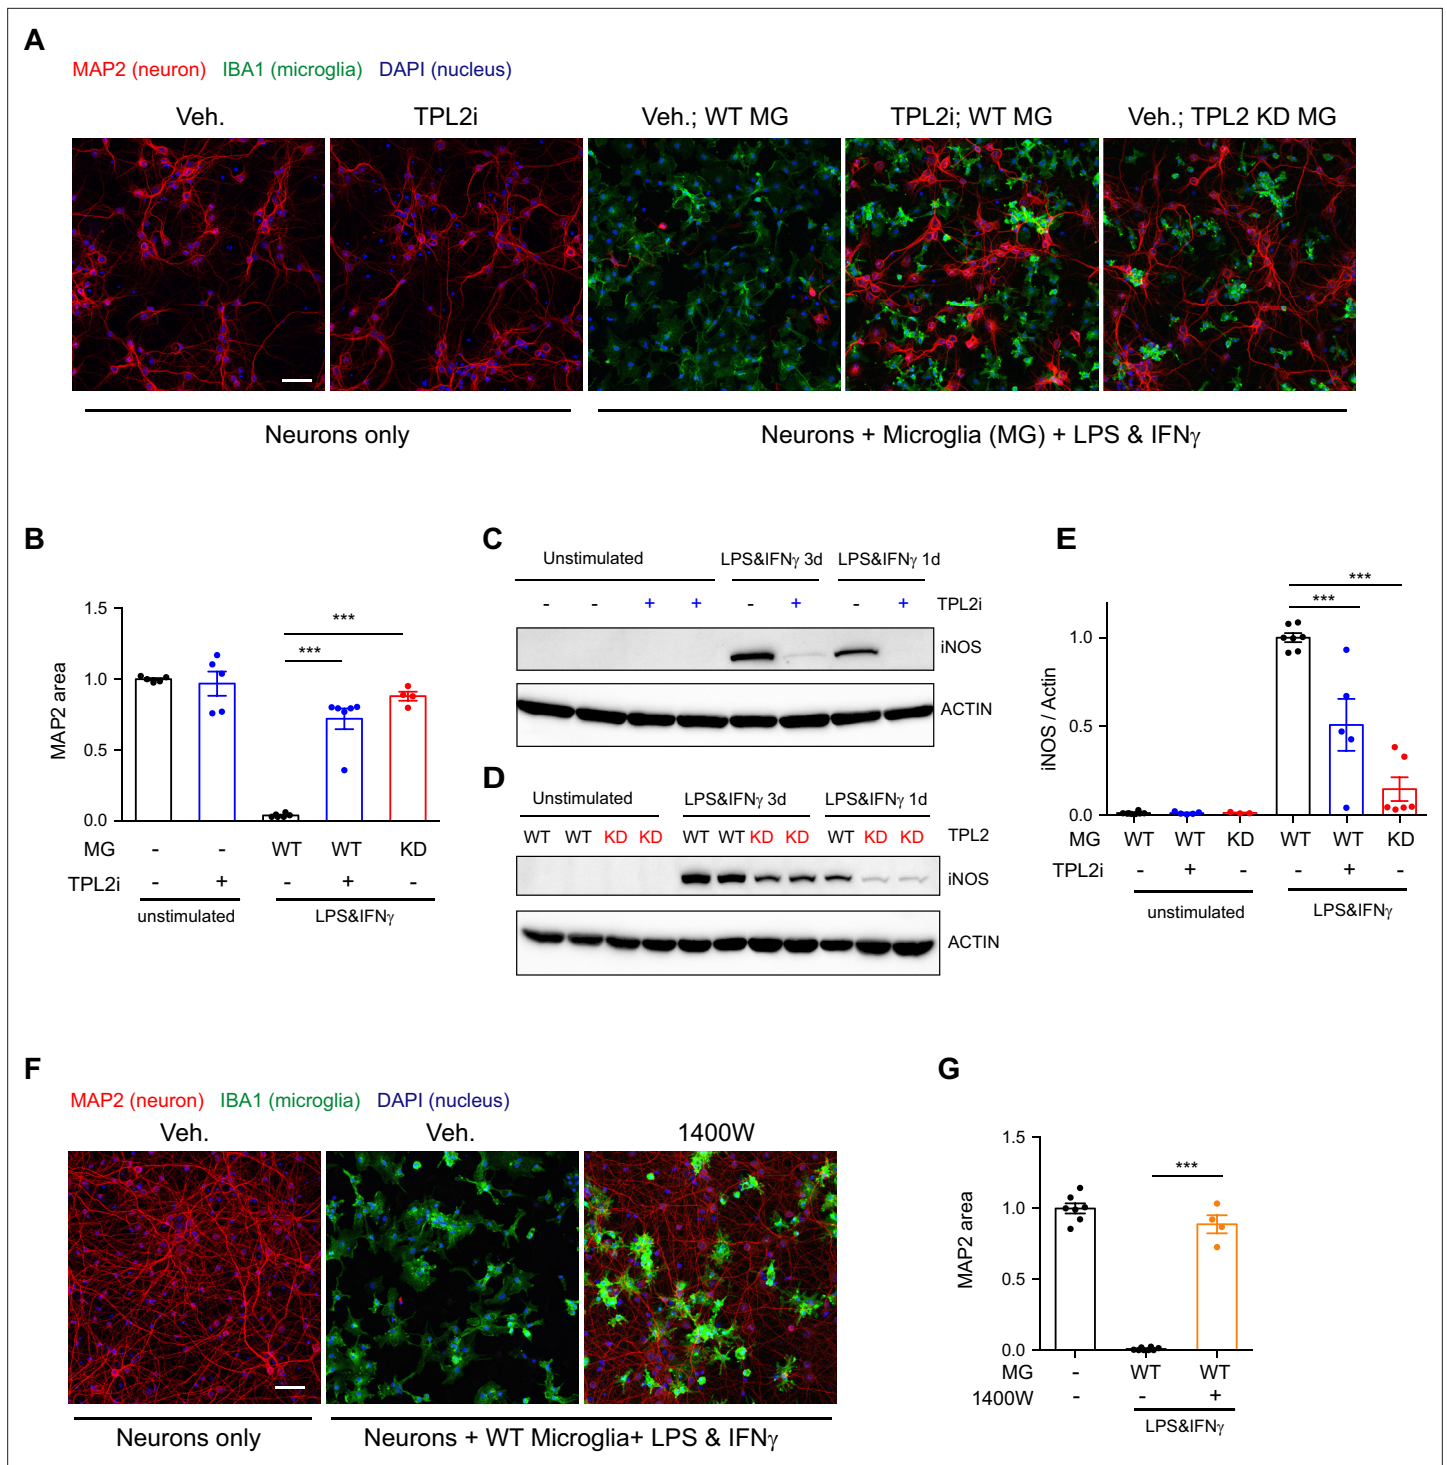 A
MAP2 (neuron) IBA1 (microglia) DAPI (nucleus)
Veh. TPL2i Veh.; WT MG TPL2i; WT MG Veh.; TPL2 KD MG
Neurons only Neurons + Microglia (MG) + LPS & IFNγ
B
1.5
1.0
0.5
0.0
MAP2 area
*** ***
MG - - WT WT KD
TPL2i - + - + -
unstimulated LPS&IFNγ
C
Unstimulated LPS&IFNγ 3d LPS&IFNγ 1d
- - + + - + - + TPL2i
iNOS
ACTIN
D
Unstimulated LPS&IFNγ 3d LPS&IFNγ 1d
WT WT KD KD WT WT KD KD WT KD KD TPL2
iNOS
ACTIN
E
1.0
0.5
0.0
iNOS / Actin
***
***
MG WT WT KD WT WT KD
TPL2i - + - - + -
unstimulated LPS&IFNγ
F
MAP2 (neuron) IBA1 (microglia) DAPI (nucleus)
Veh. Veh. 1400W
Neurons only Neurons + WT Microglia+ LPS & IFNγ
G
1.5
1.0
0.5
0.0
MAP2 area
***
MG - WT WT
1400W - - +
LPS&IFNγ